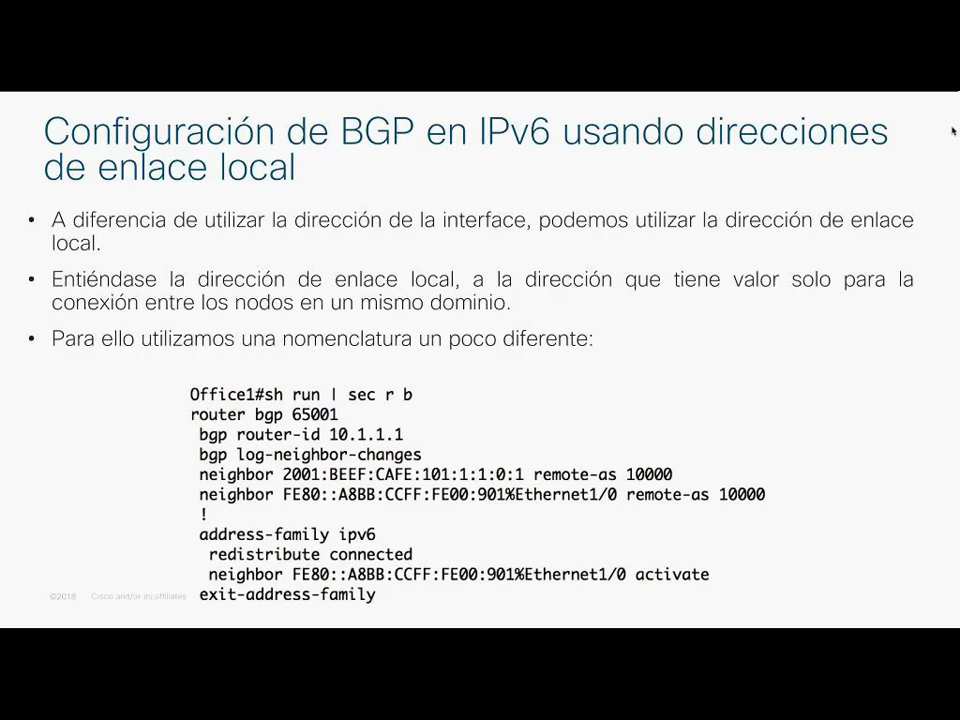 Configuración de BGP en IPv6 usando direcciones
de enlace local
• A diferencia de utilizar la dirección de la interface, podemos utilizar la dirección de enlace
local.
• Entiéndase la dirección de enlace local, a la dirección que tiene valor solo para la
conexión entre los nodos en un mismo dominio.
• Para ello utilizamos una nomenclatura un poco diferente:
Office1#sh run | sec r b
router bgp 65001
bgp router-id 10.1.1.1
bgp log-neighbor-changes
neighbor 2001:BEEF:CAFE:101:1:1:0:1 remote-as 10000
neighbor FE80::A8BB:CCFF:FE00:901%Ethernet1/0 remote-as 10000
!
address-family ipv6
redistribute connected
neighbor FE80::A8BB:CCFF:FE00:901%Ethernet1/0 activate
exit-address-family
©2018 Cisco and/or its affiliates